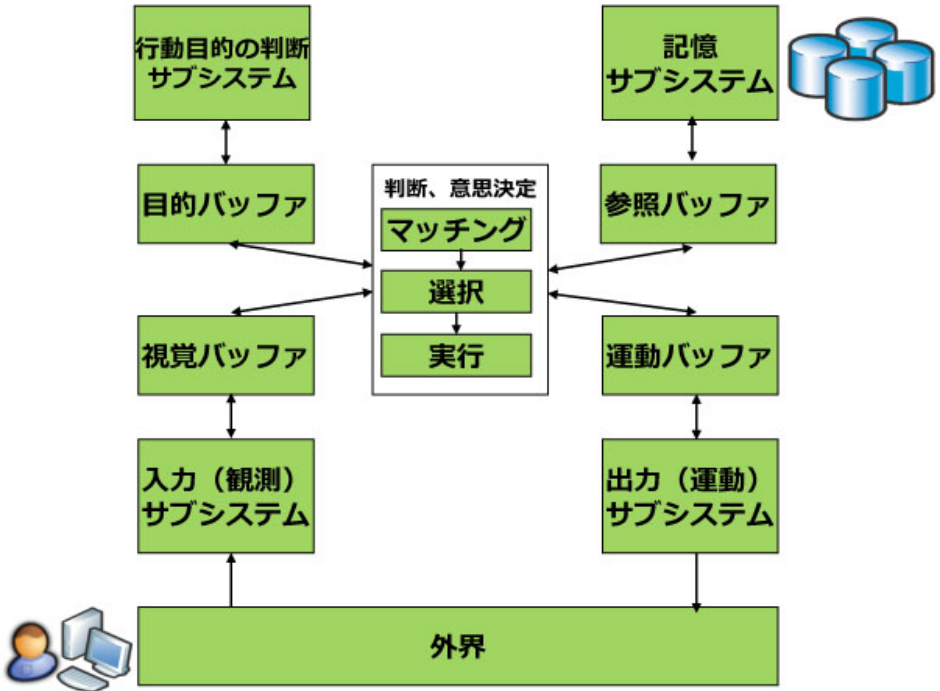 行動目的の判断
サブシステム
記憶
サブシステム
目的バッファ
判断、意思決定
マッチング
選択
実行
参照バッファ
視覚バッファ
運動バッファ
入力（観測）
サブシステム
出力（運動）
サブシステム
外界